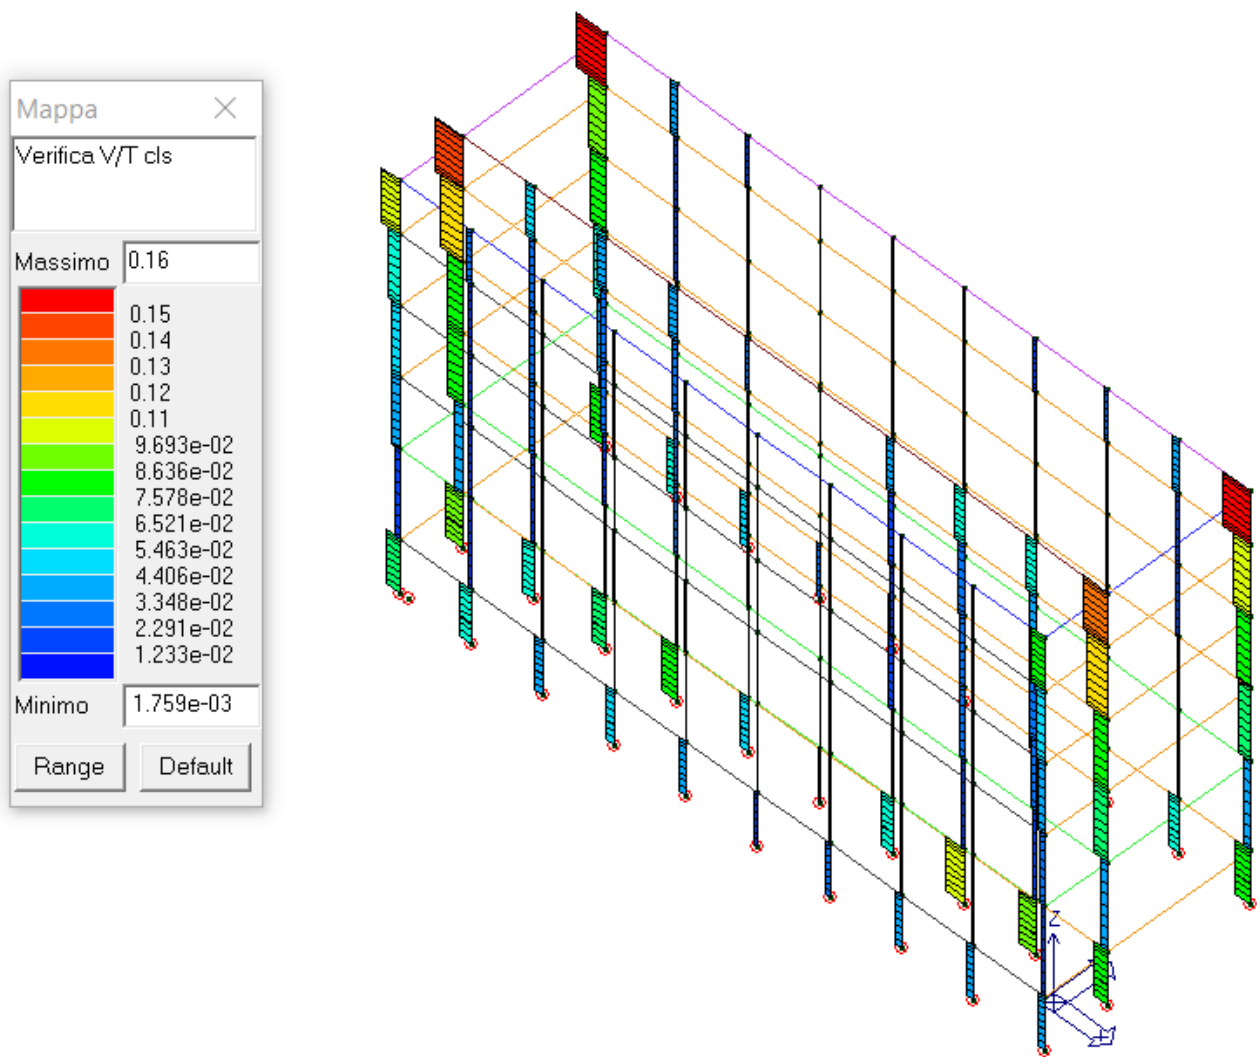 Mappa
Verifica V/T cls
Massimo 0.16
0.15
0.14
0.13
0.12
0.11
9.693e-02
8.636e-02
7.578e-02
6.521e-02
5.463e-02
4.406e-02
3.348e-02
2.291e-02
1.233e-02
Minimo 1.759e-03
Range Default
Z